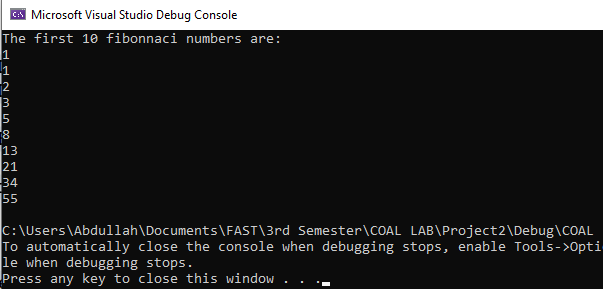 Microsoft Visual Studio Debug Console
The first 10 fibonnaci numbers are:
1
1
2
3
5
8
13
21
34
55
C:\Users\Abdullah\Documents\FAST\3rd Semester\COAL LAB\Project2\Debug\COAL
To automatically close the console when debugging stops, enable Tools->Opti
le when debugging stops.
Press any key to close this window . . .